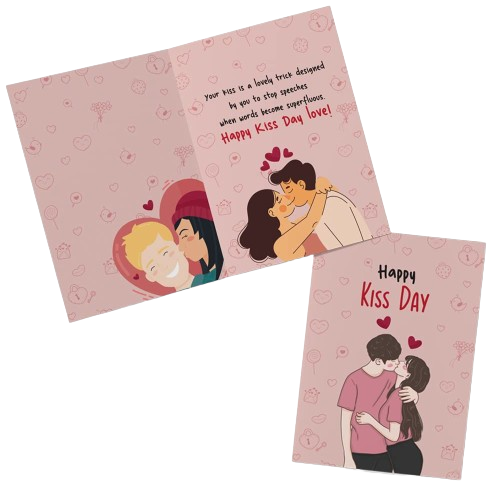 Your kiss is a lovely trick designed
by you to stop speeches
when words become superfluous.
Happy Kiss Day love!
Happy
Kiss Day